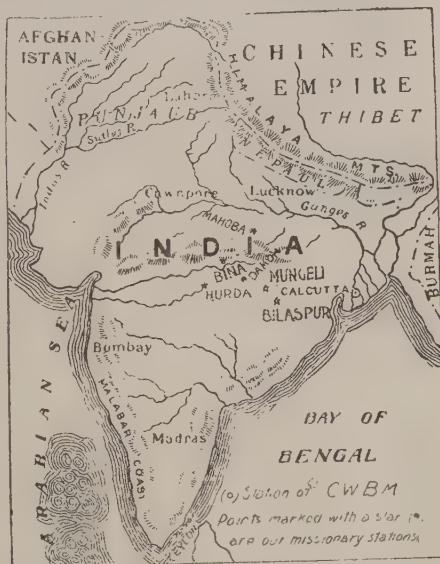 AFGHAN-
ISTAN
CHINESE
EMPIRE
THIBET
HIMALAYA MTS.
Lahore
PUNJAUB
Sutlej R.
Indus R.
NEPAUL
Cawnpore
Lucknow
Ganges R
MAHOBA
INDIA
BURMAH
BINA
DAMOH
MUNGELI
HURDA
CALCUTTA
BILASPUR
ARABIAN SEA
Bombay
MALABAR COAST
Madras
BAY OF
BENGAL
CEYLON
(o) Station of CWBM
Points marked with a star
are our missionary stations